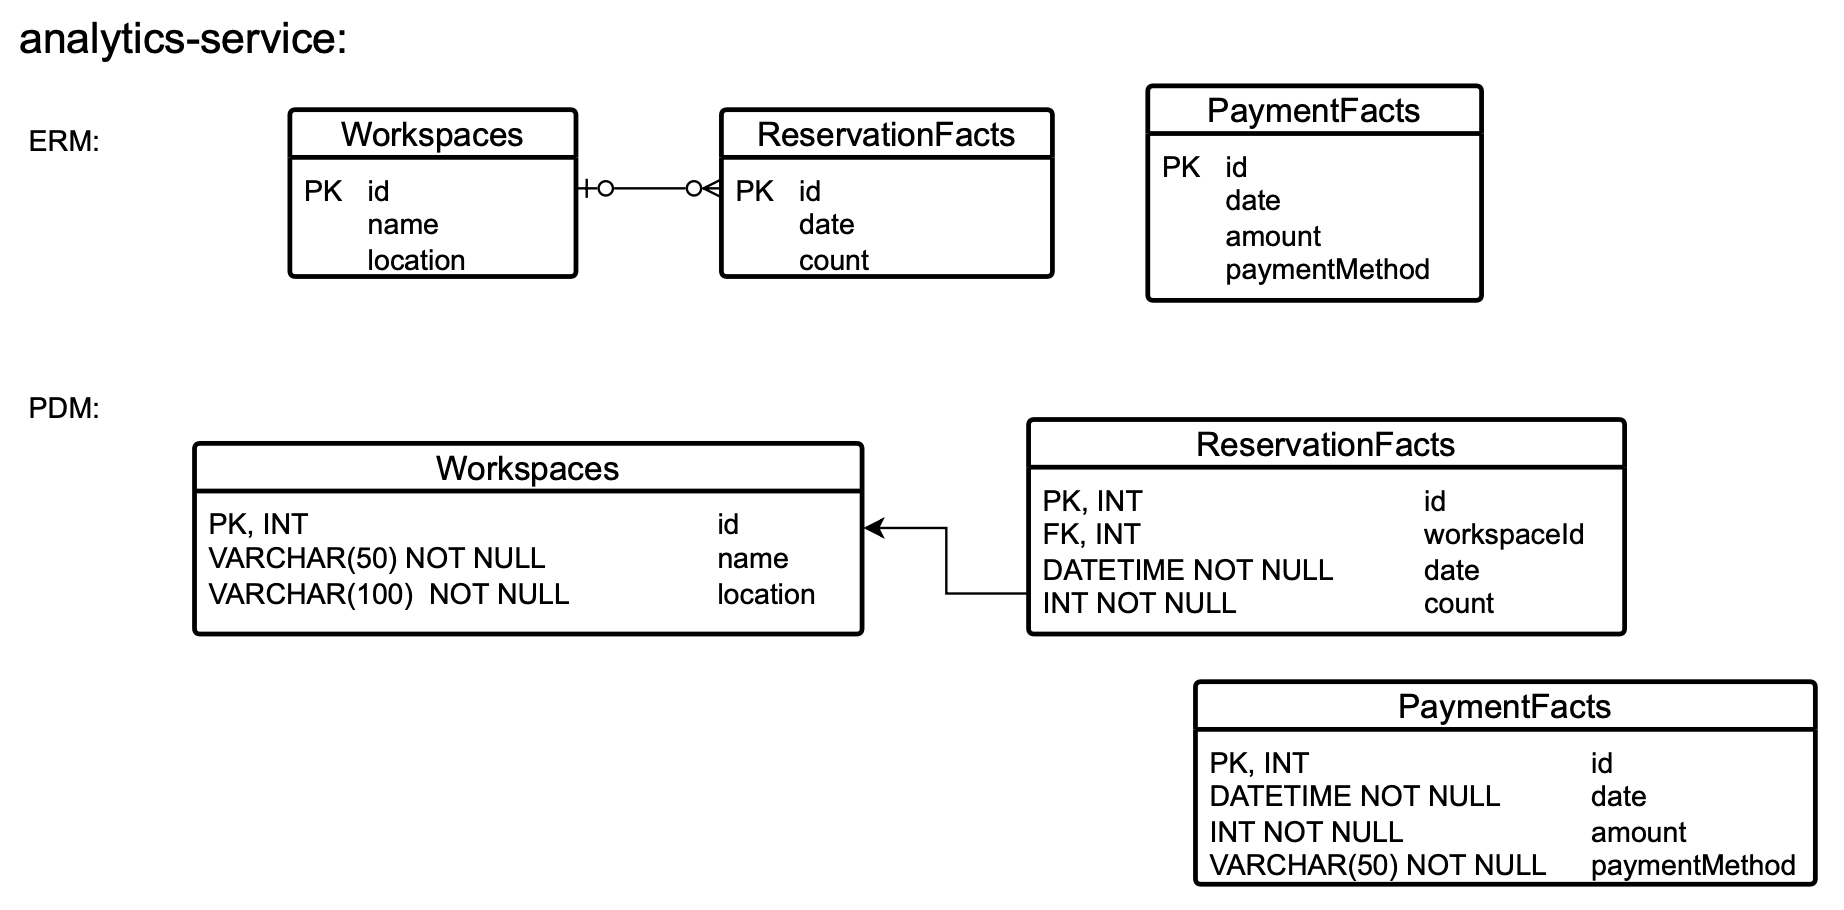 analytics-service:
ERM:
Workspaces
PK id
name
location
ReservationFacts
PK id
date
count
PaymentFacts
PK id
date
amount
paymentMethod
PDM:
Workspaces
PK, INT id
VARCHAR(50) NOT NULL name
VARCHAR(100)  NOT NULL location
ReservationFacts
PK, INT id
FK, INT workspaceId
DATETIME NOT NULL date
INT NOT NULL count
PaymentFacts
PK, INT id
DATETIME NOT NULL date
INT NOT NULL amount
VARCHAR(50) NOT NULL paymentMethod